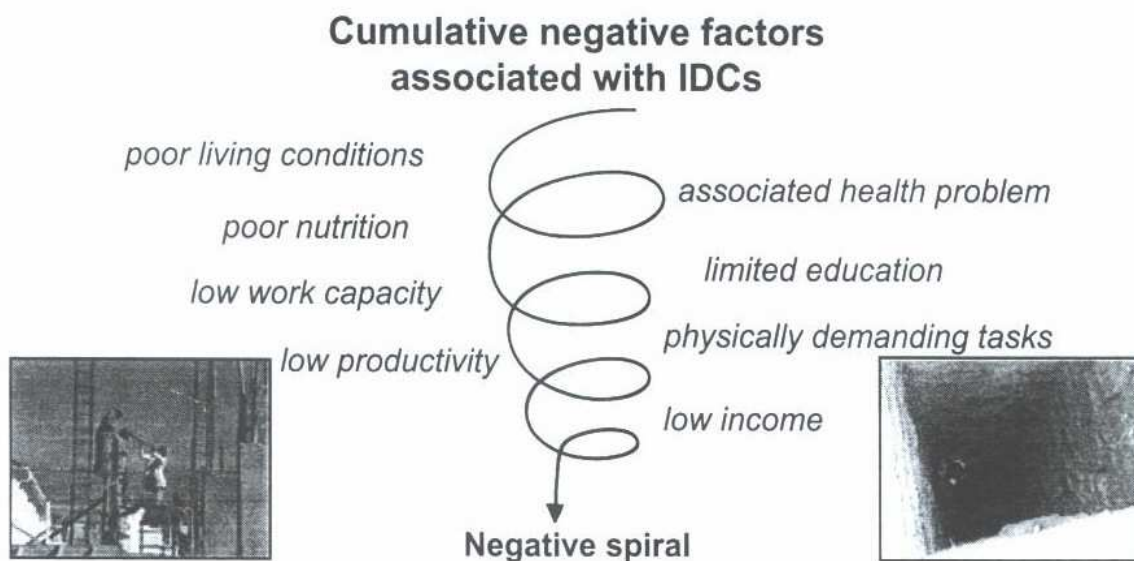 Cumulative negative factors
associated with IDCs
poor living conditions
associated health problem
poor nutrition
limited education
low work capacity
physically demanding tasks
low productivity
low income
Negative spiral